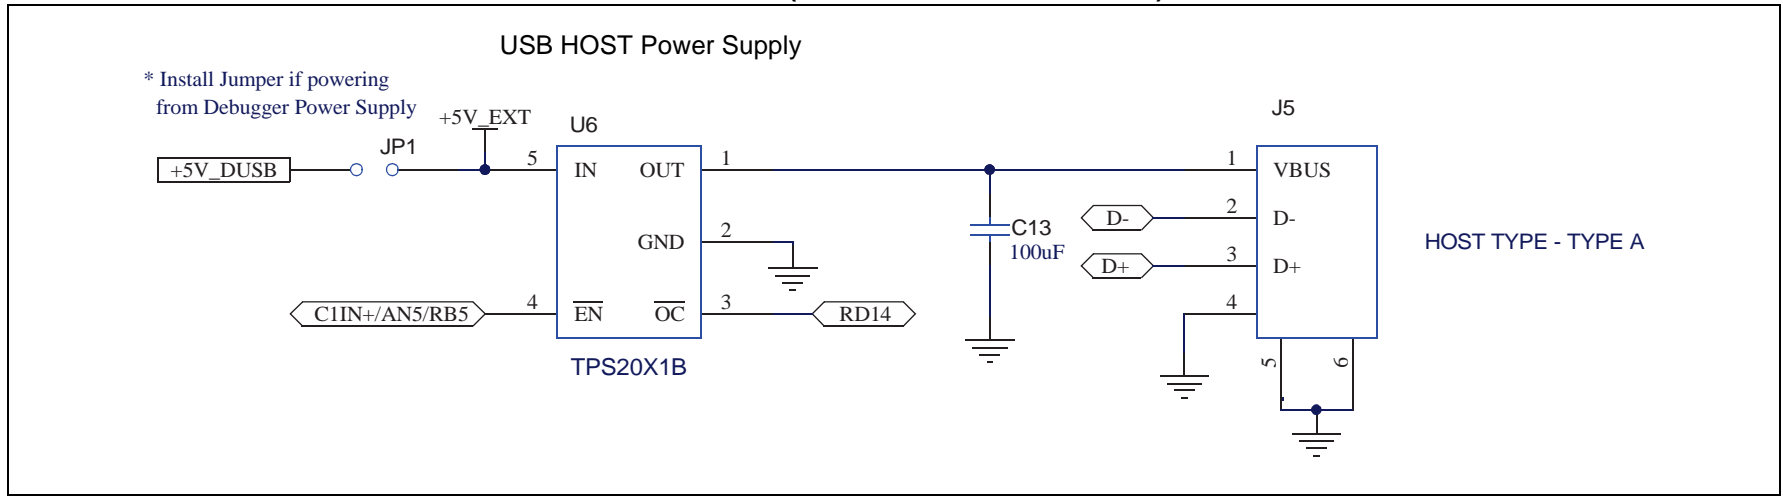 USB HOST Power Supply
* Install Jumper if powering
from Debugger Power Supply
+5V_EXT
U6
J5
JP1
+5V_DUSB
5
IN
OUT
1
1
VBUS
D-
2
D-
GND
2
C13
100uF
HOST TYPE - TYPE A
D+
3
D+
C1IN+/AN5/RB5
4
EN
OC
3
RD14
4
TPS20X1B
5
6